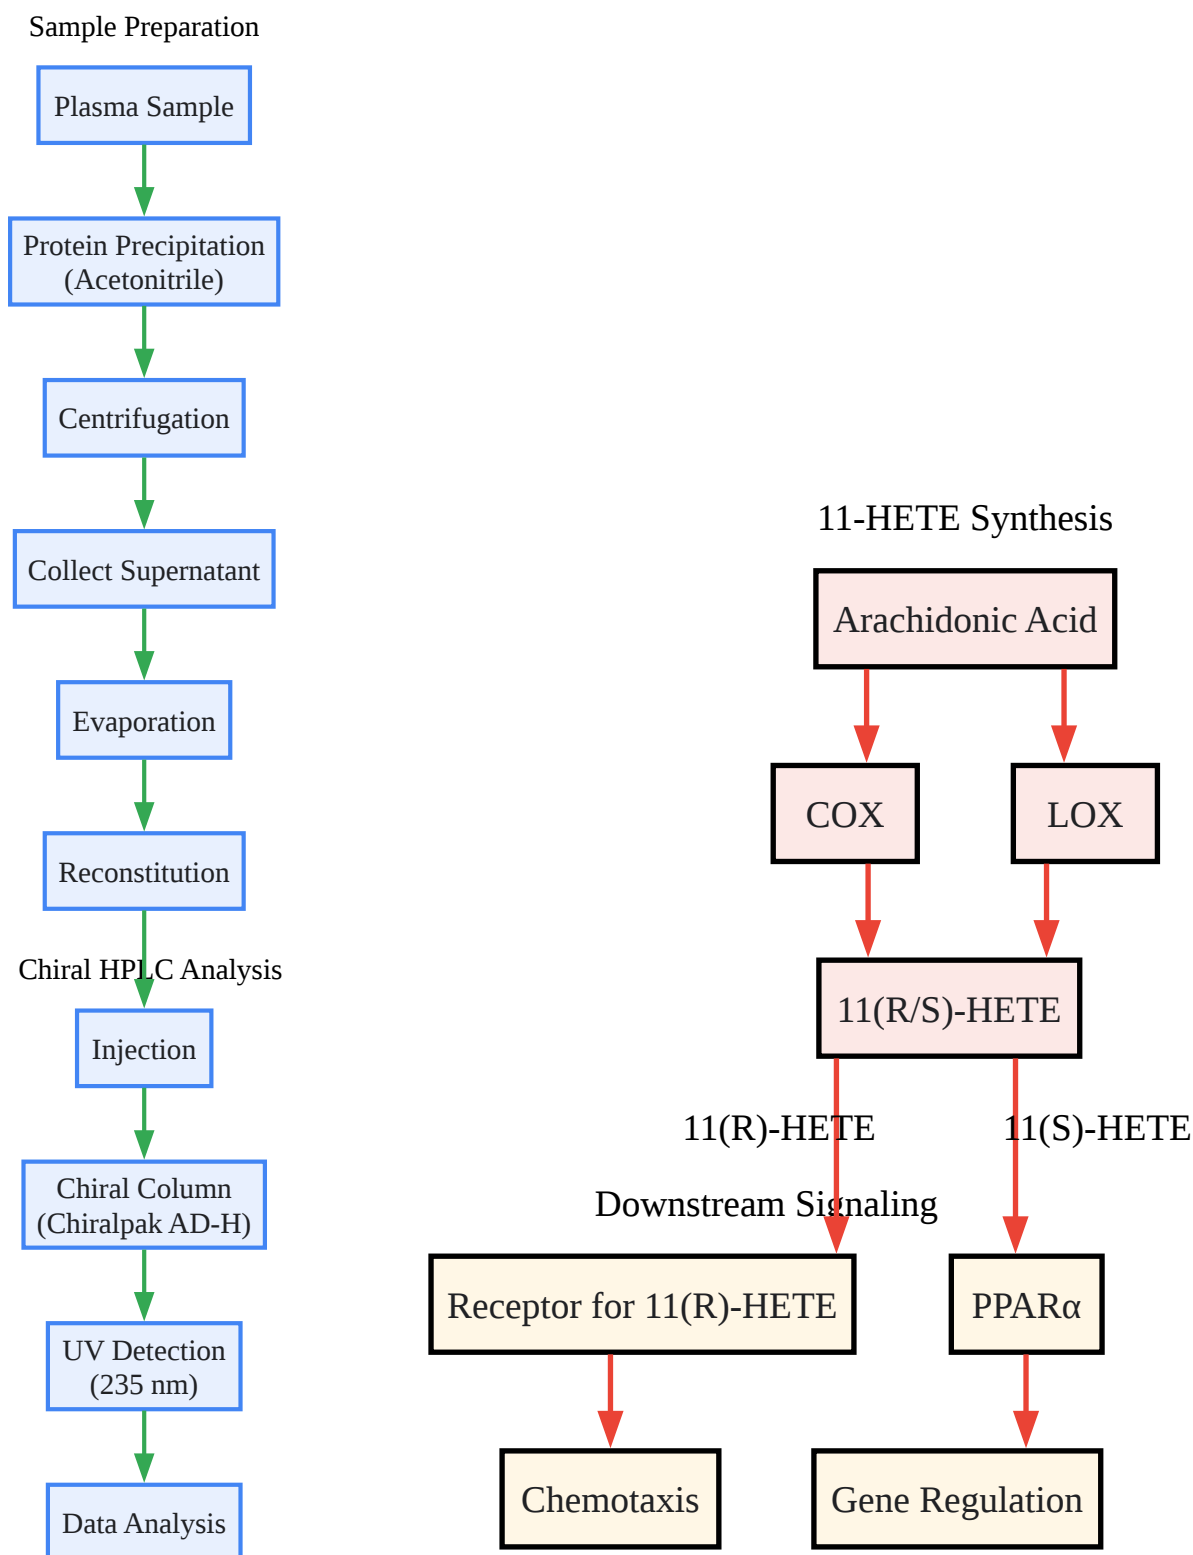 Sample Preparation
Plasma Sample
Protein Precipitation
(Acetonitrile)
Centrifugation
Collect Supernatant
Evaporation
Reconstitution
Chiral HPLC Analysis
Injection
Chiral Column
(Chiralpak AD-H)
UV Detection
(235 nm)
Data Analysis
11-HETE Synthesis
Arachidonic Acid
COX
LOX
11(R/S)-HETE
11(R)-HETE
11(S)-HETE
Downstream Signaling
Receptor for 11(R)-HETE
PPARα
Chemotaxis
Gene Regulation